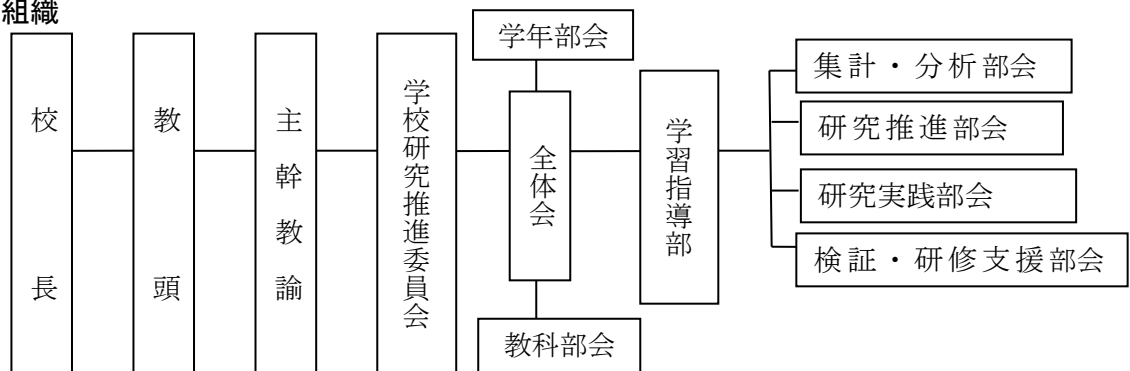 組織
校長
教頭
主幹教諭
学校研究推進委員会
学年部会
全体会
教科部会
学習指導部
集計・分析部会
研究推進部会
研究実践部会
検証・研修支援部会